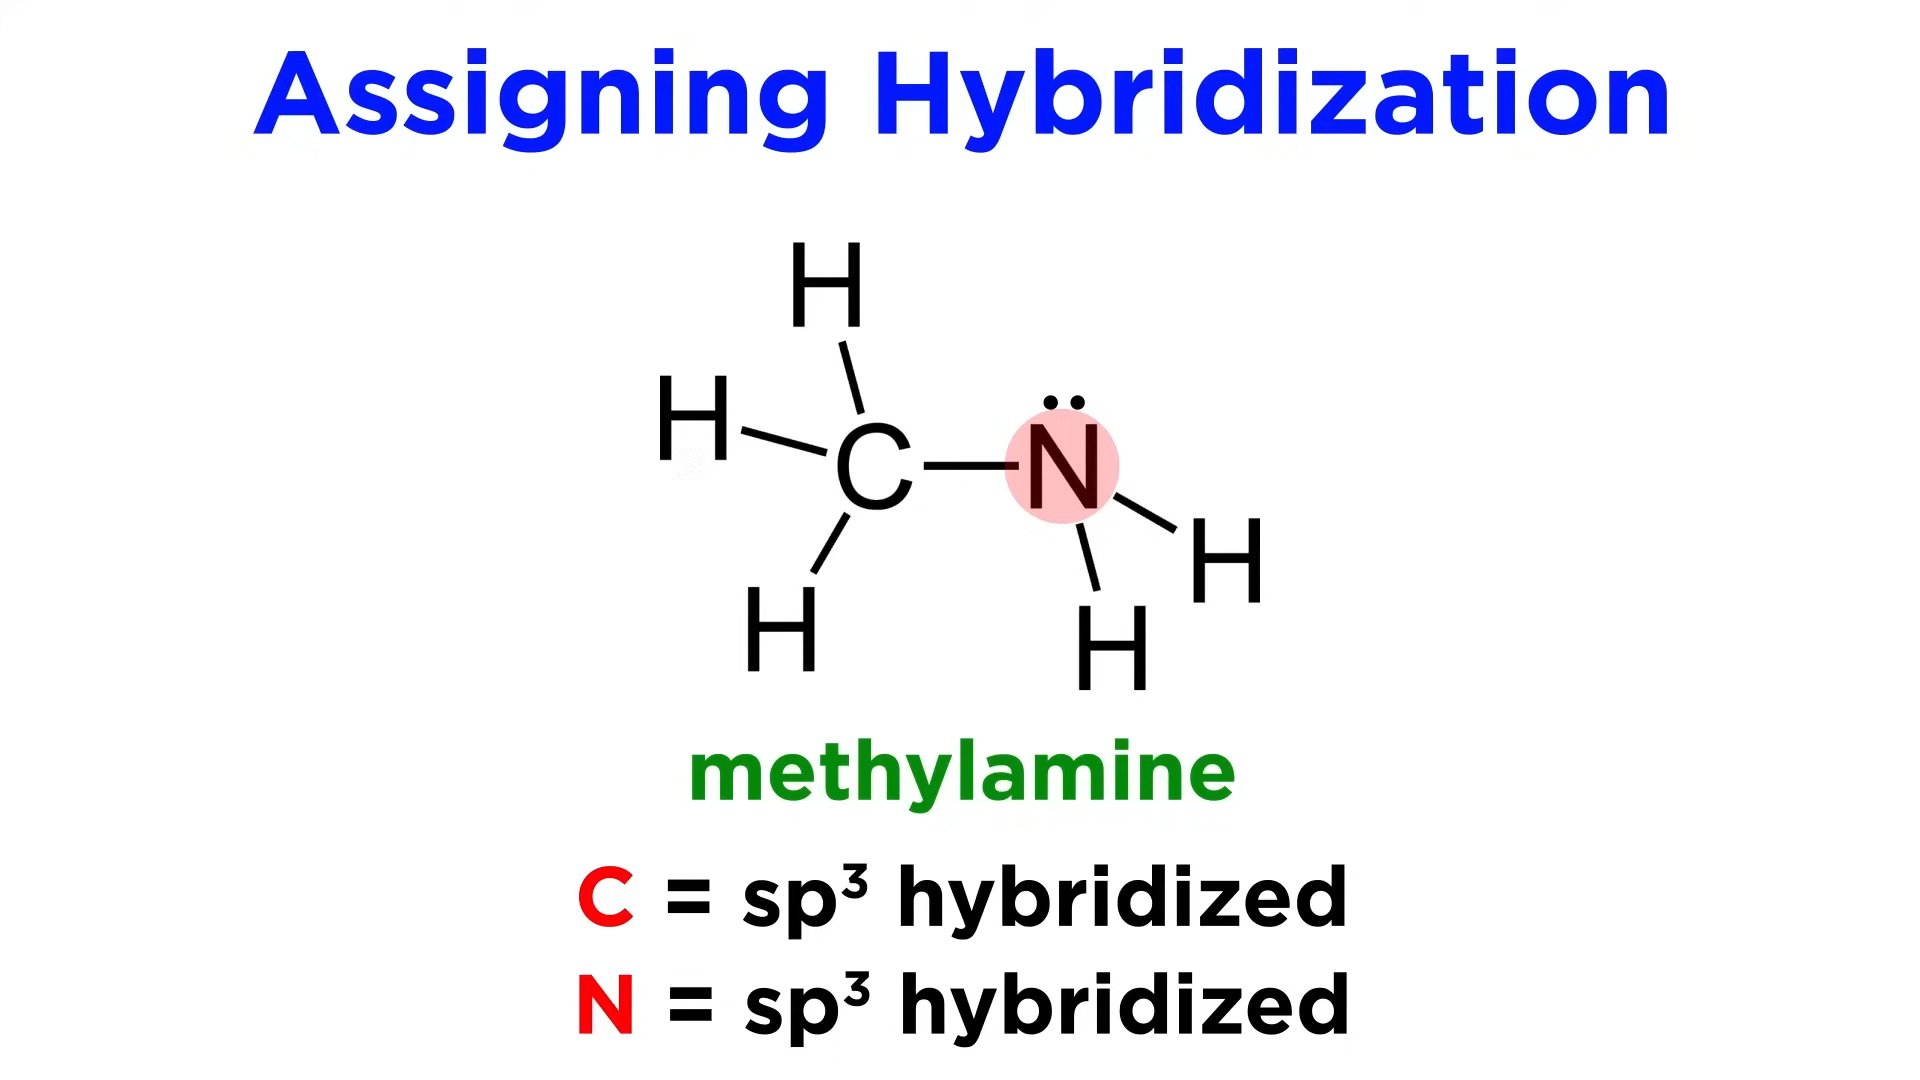 Assigning Hybridization
H
H
C N
H
H
H
methylamine
C = sp³ hybridized
N = sp³ hybridized